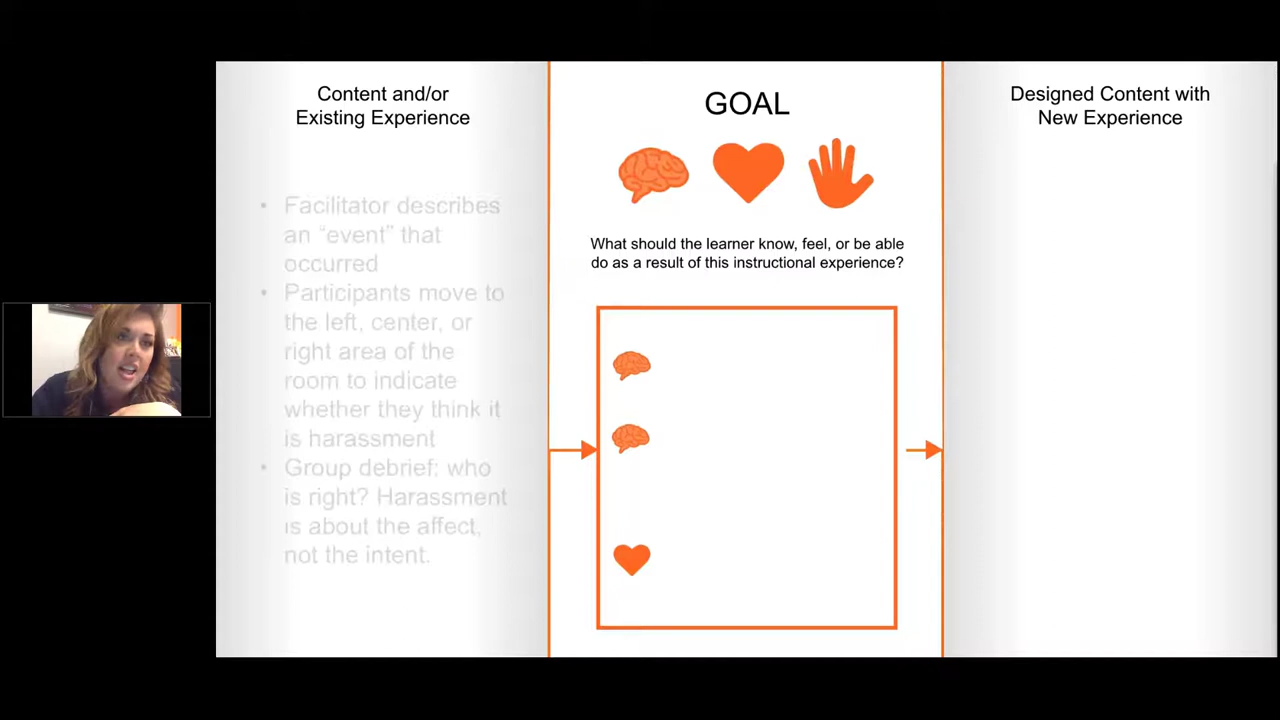 Content and/or
Existing Experience
• Facilitator describes
an “event” that
occurred
• Participants move to
the left, center, or
right area of the
room to indicate
whether they think it
is harassment
• Group debrief: who
is right? Harassment
is about the affect,
not the intent.
GOAL
What should the learner know, feel, or be able
do as a result of this instructional experience?
Designed Content with
New Experience